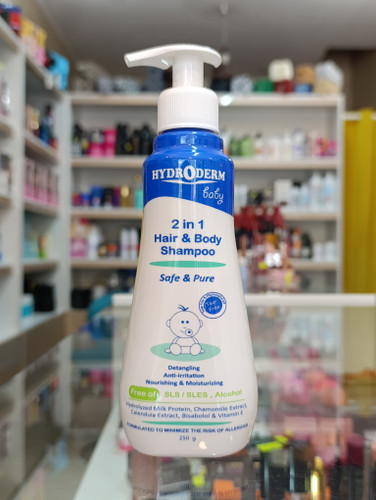 HYDRODERM
baby
2 in 1
Hair & Body
Shampoo
Safe & Pure
Detangling
Anti-irritation
Nourishing & Moisturizing
Free of SLS / SLES , Alcohol
Hydrolyzed Milk Protein, Chamomile Extract,
Calendula Extract, Bisabolol & Vitamin E
FORMULATED TO MINIMIZE THE RISK OF ALLERGIES
250 g